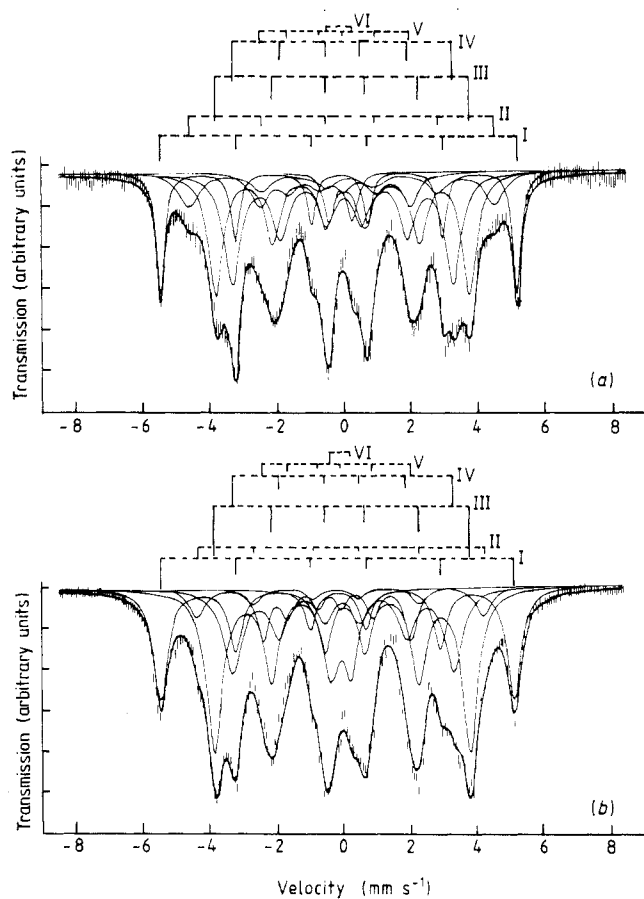 VI
V
IV
III
II
I
Transmission (arbitrary units)
(a)
-8 -6 -4 -2 0 2 4 6 8
VI
V
IV
III
II
I
Transmission (arbitrary units)
(b)
-8 -6 -4 -2 0 2 4 6 8
Velocity (mm s⁻¹)